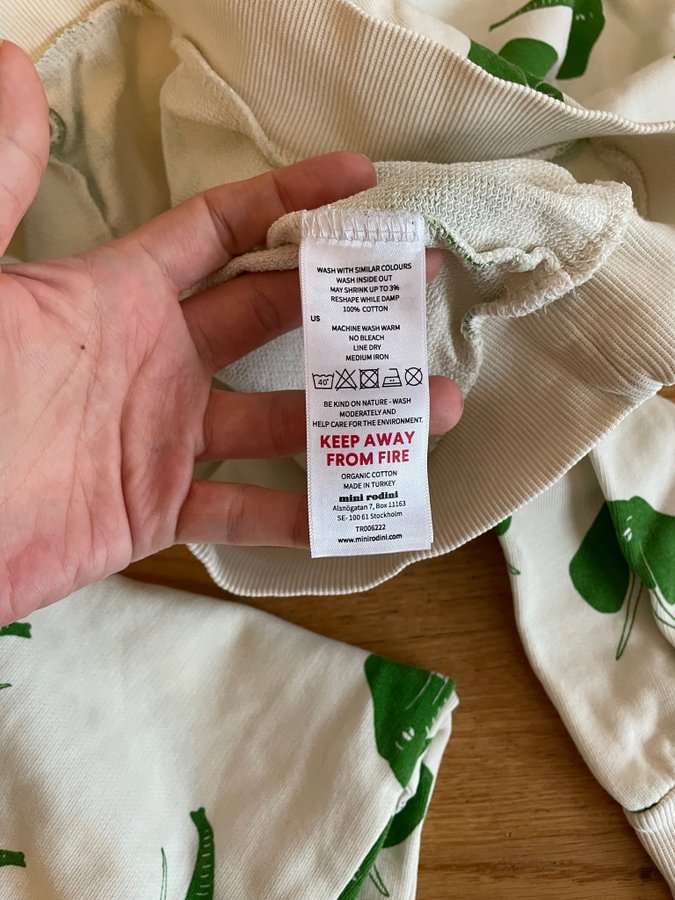 WASH WITH SIMILAR COLOURS
WASH INSIDE OUT
MAY SHRINK UP TO 3%
RESHAPE WHILE DAMP
100% COTTON
US
MACHINE WASH WARM
NO BLEACH
LINE DRY
MEDIUM IRON
40°
BE KIND ON NATURE - WASH
MODERATELY AND
HELP CARE FOR THE ENVIRONMENT.
KEEP AWAY
FROM FIRE
ORGANIC COTTON
MADE IN TURKEY
mini rodini
Alsnögatan 7, Box 11163
SE- 100 61 Stockholm
TR006222
www.minirodini.com